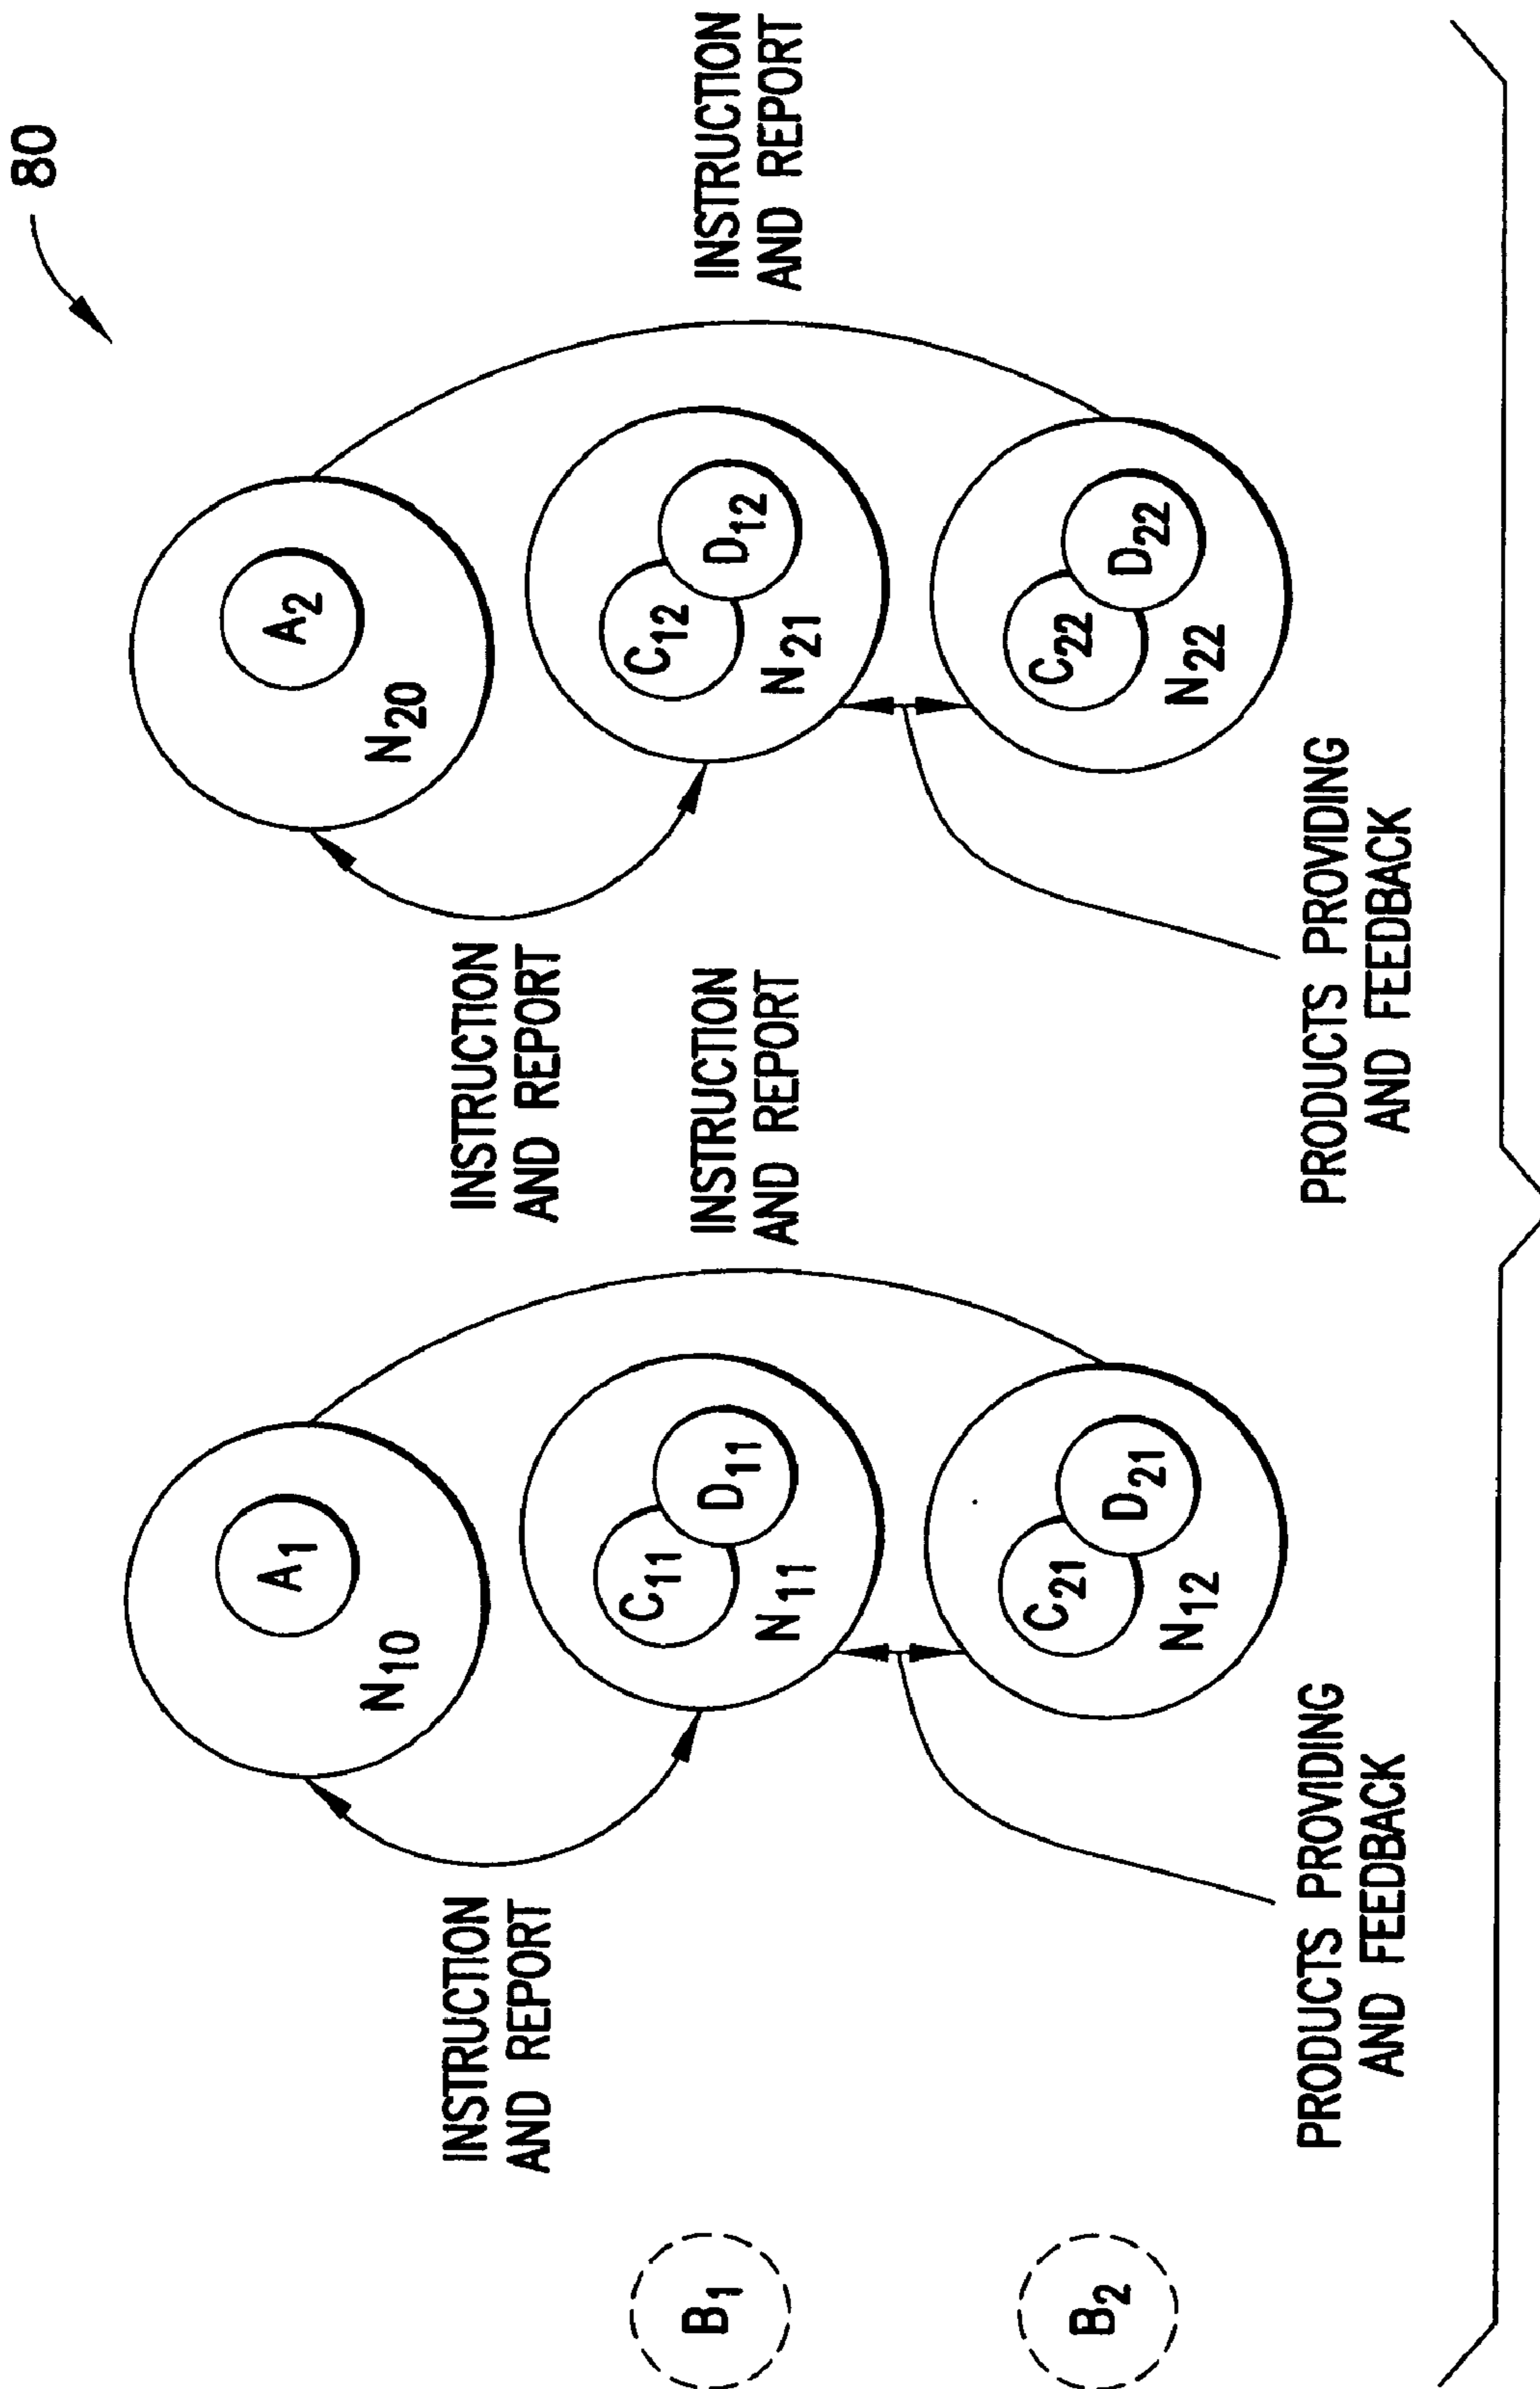 80
A1
N10
A2
N20
INSTRUCTION
AND REPORT
INSTRUCTION
AND REPORT
B1
C11
D11
N11
INSTRUCTION
AND REPORT
C12
D12
N21
INSTRUCTION
AND REPORT
B2
C21
D21
N12
C22
D22
N22
PRODUCTS PROVIDING
AND FEEDBACK
PRODUCTS PROVIDING
AND FEEDBACK